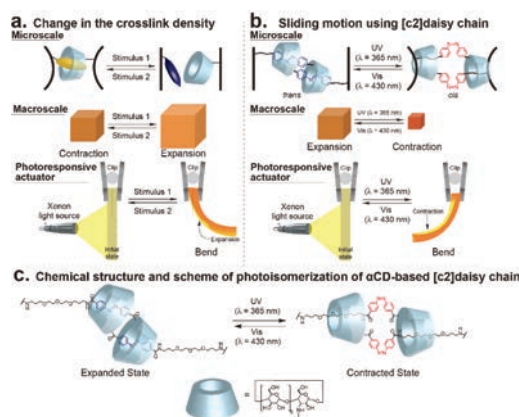 a. Change in the crosslink density
Microscale
Stimulus 1
Stimulus 2
Macroscale
Stimulus 1
Stimulus 2
Contraction
Expansion
Photoresponsive
actuator
Clip
Clip
Stimulus 1
Stimulus 2
Xenon
light source
Initial
state
Expansion
Bend
b. Sliding motion using [c2]daisy chain
Microscale
UV
(λ = 365 nm)
Vis
(λ = 430 nm)
trans
cis
Macroscale
UV (λ = 365 nm)
Vis (λ = 430 nm)
Expansion
Contraction
Photoresponsive
actuator
Clip
Clip
UV
(λ = 365 nm)
Vis
(λ = 430 nm)
Contraction
Xenon
light source
Initial
state
Bend
c. Chemical structure and scheme of photoisomerization of αCD-based [c2]daisy chain
UV
(λ = 365 nm)
Vis
(λ = 430 nm)
Expanded State
Contracted State
=